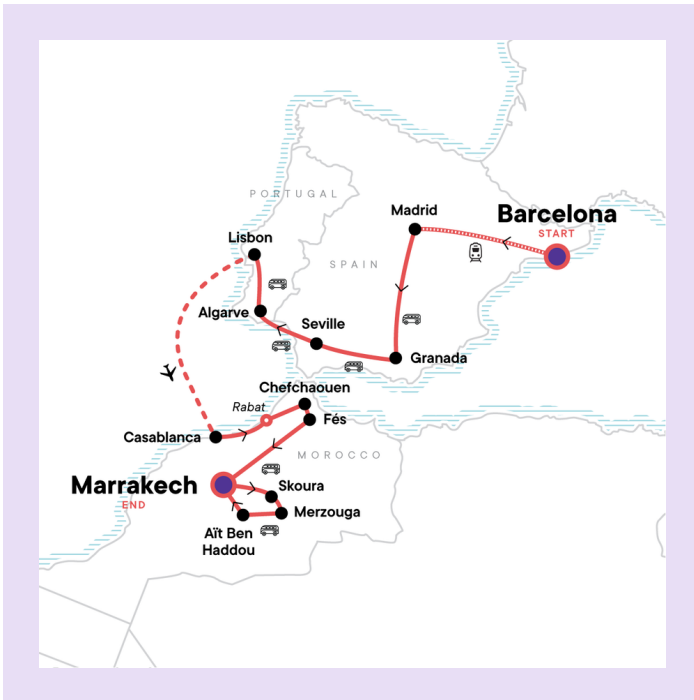 PORTUGAL
Madrid
Barcelona
START
Lisbon
SPAIN
Algarve
Seville
Granada
Chefchaouen
Rabat
Fés
Casablanca
MOROCCO
Marrakech
END
Skoura
Merzouga
Aït Ben
Haddou